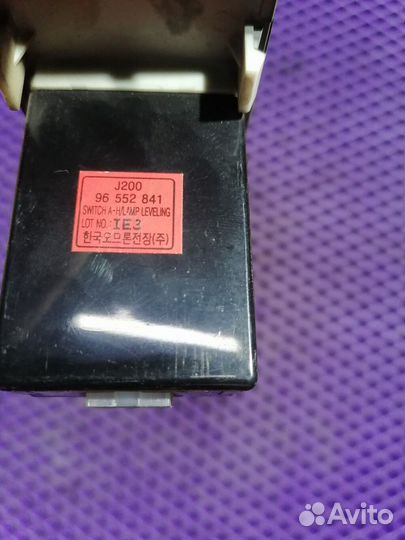 J200
96 552 841
SWITCH A-H/LAMP LEVELING
LOT NO.: IE3
한국오므론전장(주)
Avito